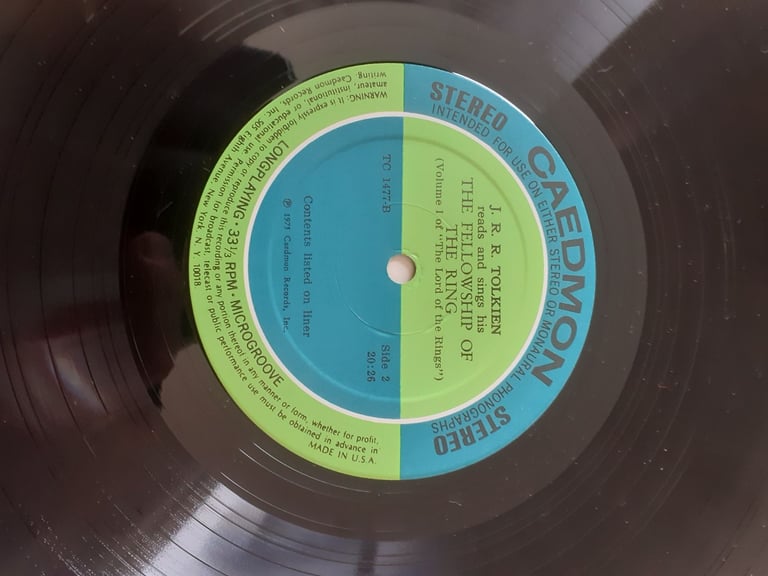 STEREO
CAEDMON
STEREO
INTENDED FOR USE ON EITHER STEREO OR MONAURAL PHONOGRAPHS
J. R. R. TOLKIEN
reads and sings his
THE FELLOWSHIP OF
THE RING
(Volume 1 of "The Lord of the Rings")
TC 1477-B
Side 2
20:26
Contents listed on liner
℗ 1975 Caedmon Records, Inc.
LONGPLAYING • 33⅓ RPM • MICROGROOVE
WARNING: It is expressly forbidden to copy or reproduce this recording or any portion thereof in any manner or form, whether for profit,
amateur, institutional, or educational use. Permission for broadcast, telecast or public performance use must be obtained in advance in
writing. Caedmon Records, Inc. 505 Eighth Avenue, New York N. Y. 10018
MADE IN U.S.A.